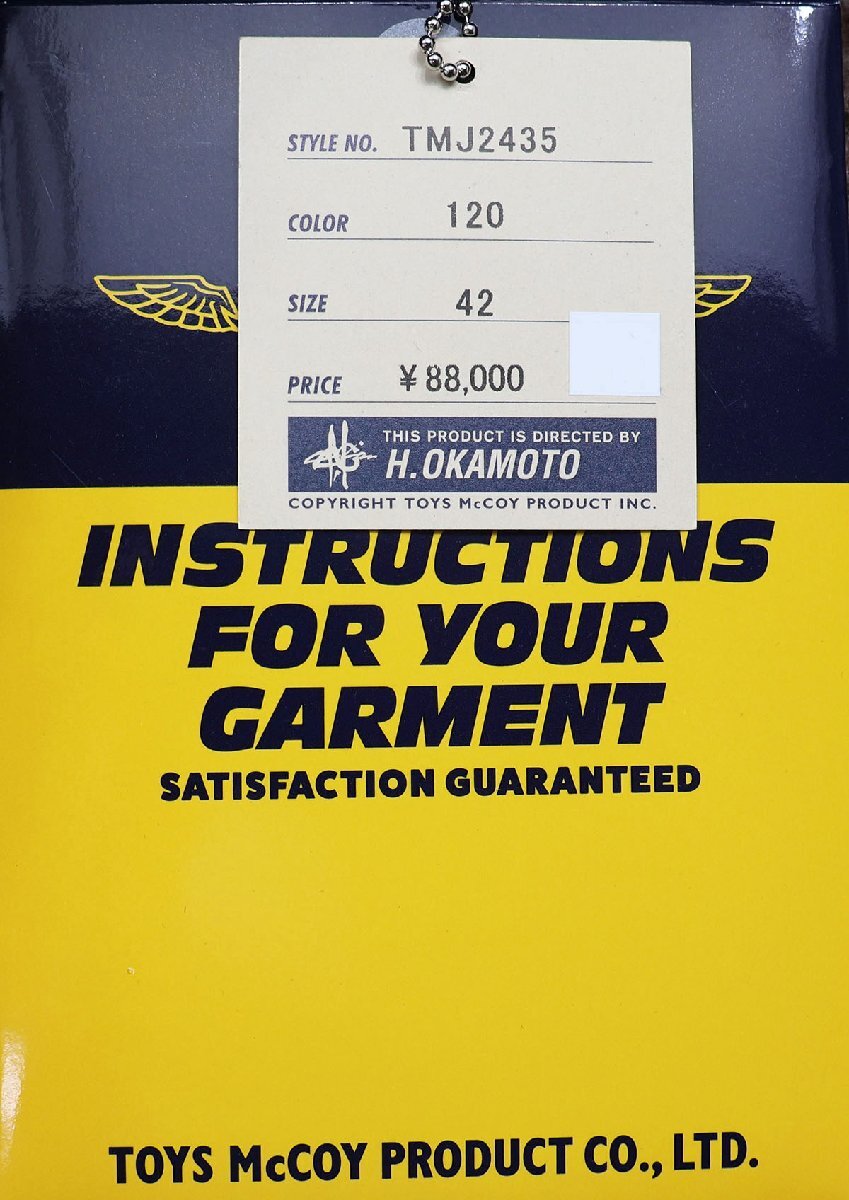 STYLE NO. TMJ2435
COLOR 120
SIZE 42
PRICE ¥88,000
THIS PRODUCT IS DIRECTED BY
H.OKAMOTO
COPYRIGHT TOYS McCOY PRODUCT INC.
INSTRUCTIONS
FOR YOUR
GARMENT
SATISFACTION GUARANTEED
TOYS McCOY PRODUCT CO., LTD.